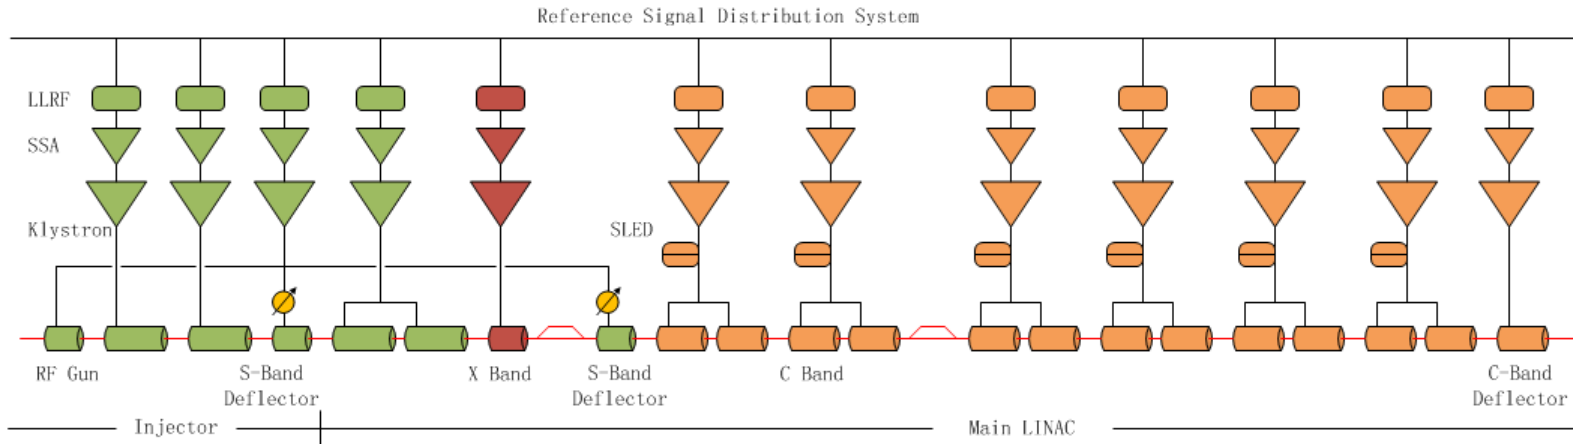 Reference Signal Distribution System
LLRF
SSA
Klystron
SLED
RF Gun
S-Band
Deflector
X Band
S-Band
Deflector
C Band
C-Band
Deflector
Injector
Main LINAC